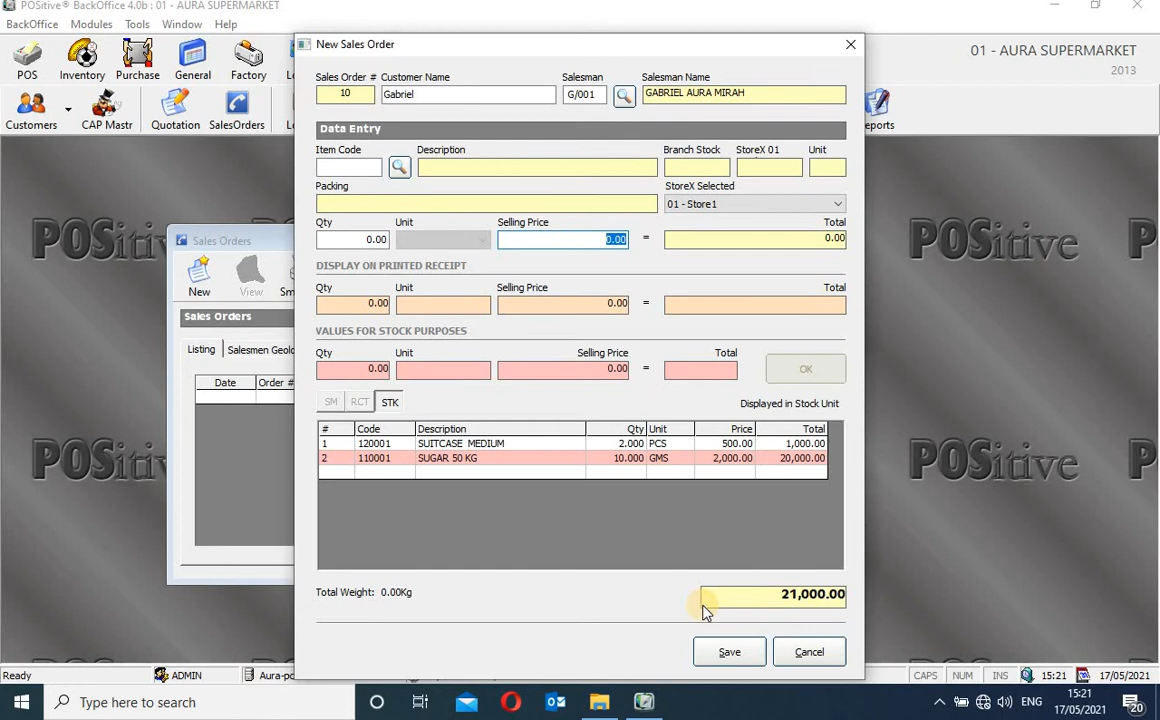 POSitive® BackOffice 4.0b : 01 - AURA SUPERMARKET
BackOffice Modules Tools Window Help
POS Inventory Purchase General Factory
01 - AURA SUPERMARKET
2013
Customers CAP Mastr Quotation SalesOrders
New Sales Order
Sales Order # Customer Name Salesman Salesman Name
10 Gabriel G/001 GABRIEL AURA MIRAH
Data Entry
Item Code Description Branch Stock StoreX 01 Unit
Packing StoreX Selected
01 - Store1
Qty Unit Selling Price Total
0.00 0.00 = 0.00
DISPLAY ON PRINTED RECEIPT
Qty Unit Selling Price Total
0.00 0.00 =
VALUES FOR STOCK PURPOSES
Qty Unit Selling Price Total
0.00 0.00 = OK
SM RCT STK Displayed in Stock Unit
# Code Description Qty Unit Price Total
1 120001 SUITCASE MEDIUM 2.000 PCS 500.00 1,000.00
2 110001 SUGAR 50 KG 10.000 GMS 2,000.00 20,000.00
Total Weight: 0.00Kg 21,000.00
Save Cancel
Sales Orders
New View
Sales Orders
Listing Salesmen
Date Order #
POSitive POSitive
POSitive POSitive
Ready ADMIN CAPS NUM INS 15:21 17/05/2021
Type here to search
ENG 15:21
17/05/2021
20